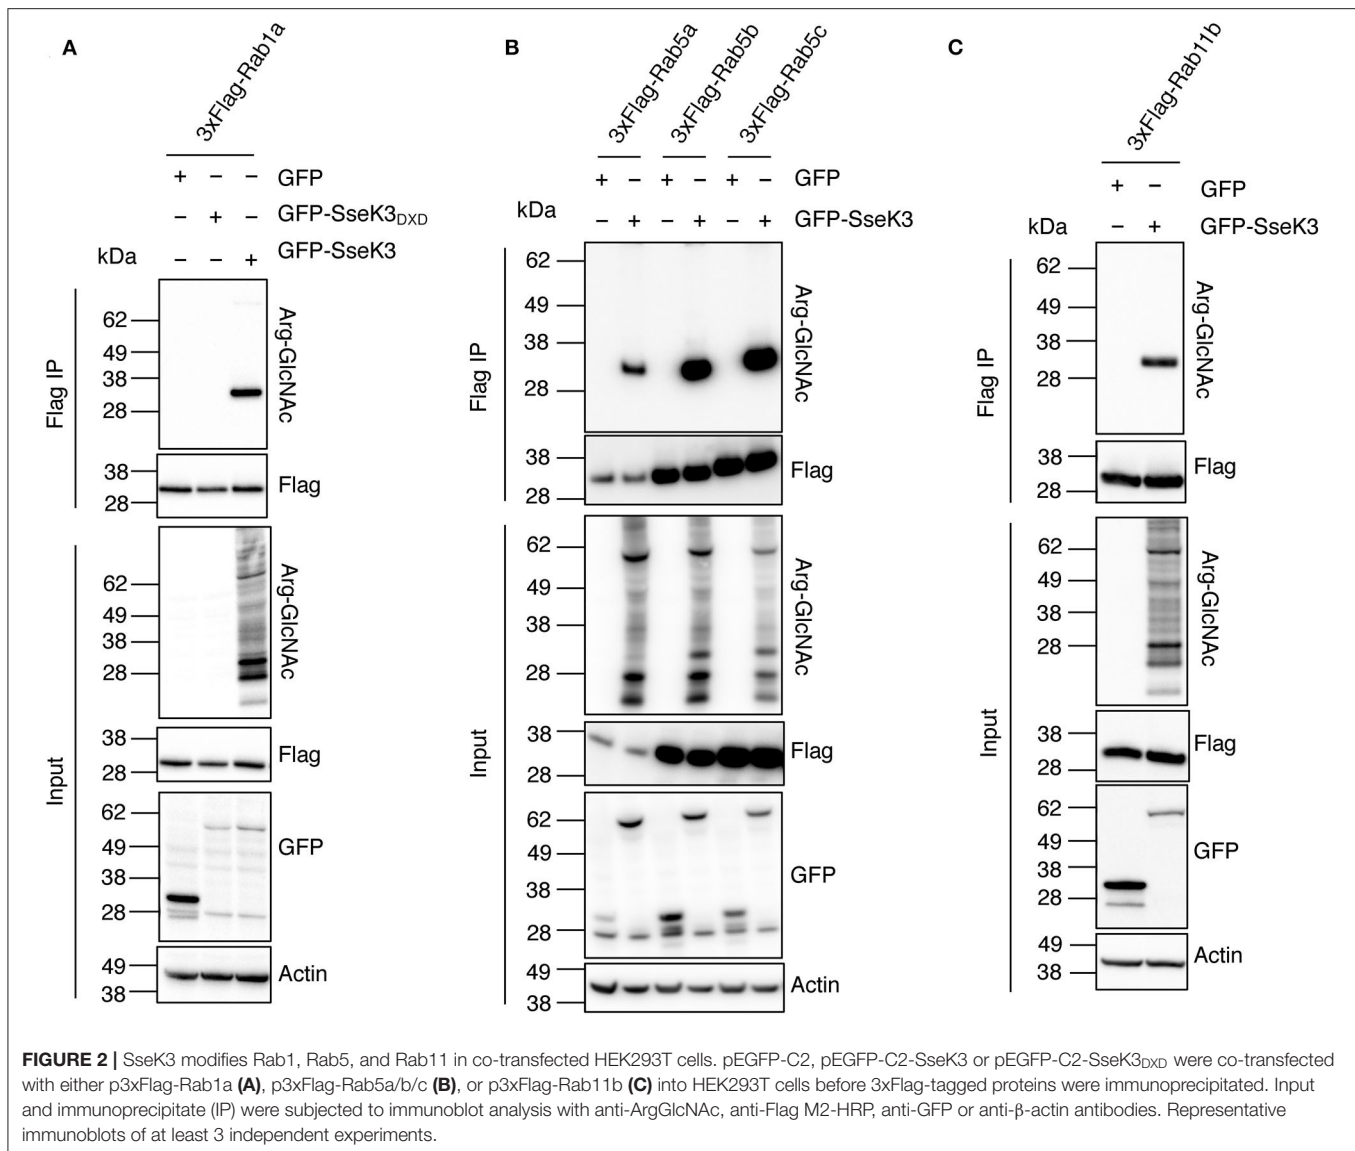 A
3xFlag-Rab1a
+ – – GFP
– + – GFP-SseK3DXD
– – + GFP-SseK3
kDa
Flag IP
62
49
38
28
Arg-GlcNAc
38
28
Flag
Input
62
49
38
28
Arg-GlcNAc
38
28
Flag
62
49
38
28
GFP
49
38
Actin
B
3xFlag-Rab5a
3xFlag-Rab5b
3xFlag-Rab5c
+ – + – + – GFP
– + – + – + GFP-SseK3
kDa
Flag IP
62
49
38
28
Arg-GlcNAc
38
28
Flag
Input
62
49
38
28
Arg-GlcNAc
38
28
Flag
62
49
38
28
GFP
49
38
Actin
C
3xFlag-Rab11b
+ – GFP
– + GFP-SseK3
kDa
Flag IP
62
49
38
28
Arg-GlcNAc
38
28
Flag
Input
62
49
38
28
Arg-GlcNAc
38
28
Flag
62
49
38
28
GFP
49
38
Actin
FIGURE 2 | SseK3 modifies Rab1, Rab5, and Rab11 in co-transfected HEK293T cells. pEGFP-C2, pEGFP-C2-SseK3 or pEGFP-C2-SseK3DXD were co-transfected
with either p3xFlag-Rab1a (A), p3xFlag-Rab5a/b/c (B), or p3xFlag-Rab11b (C) into HEK293T cells before 3xFlag-tagged proteins were immunoprecipitated. Input
and immunoprecipitate (IP) were subjected to immunoblot analysis with anti-ArgGlcNAc, anti-Flag M2-HRP, anti-GFP or anti-β-actin antibodies. Representative
immunoblots of at least 3 independent experiments.